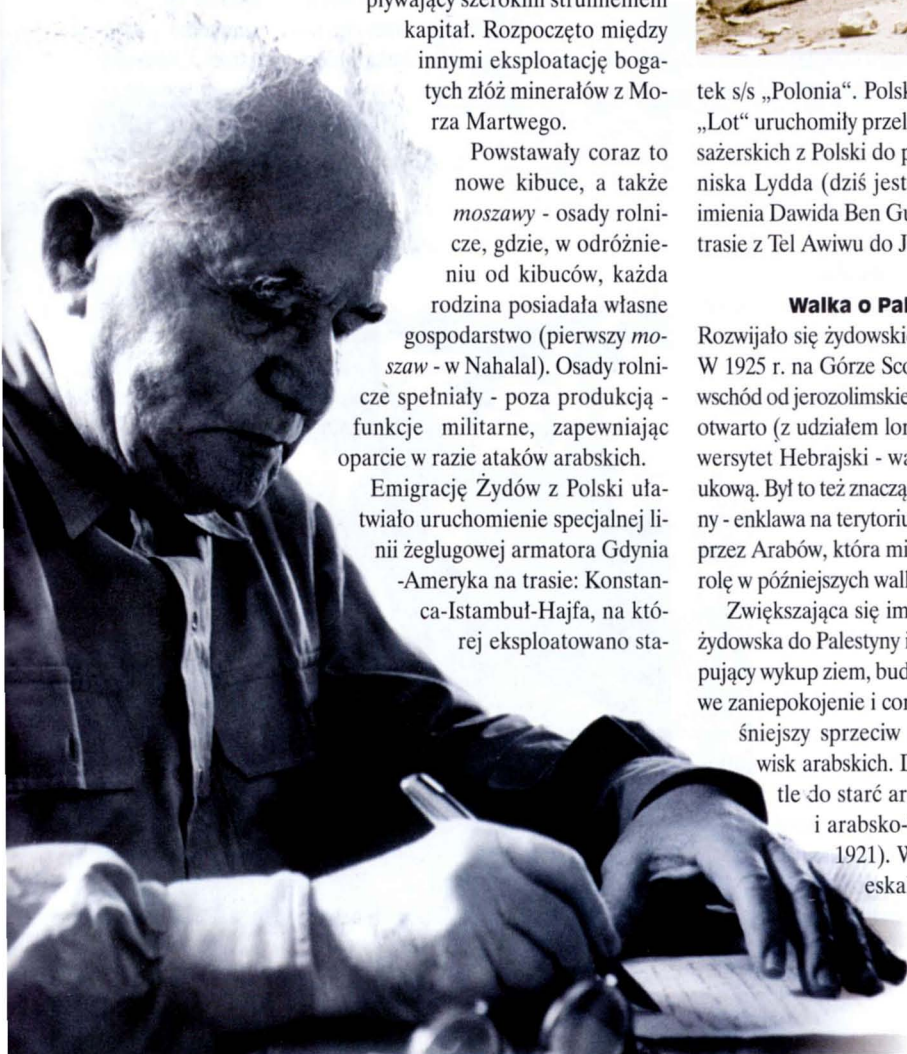 pływający szerokim strumieniem
kapitał. Rozpoczęto między
innymi eksploatację boga-
tych złóż minerałów z Mo-
rza Martwego.
Powstawały coraz to
nowe kibuce, a także
moszawy - osady rolni-
cze, gdzie, w odróżnie-
niu od kibuców, każda
rodzina posiadała własne
gospodarstwo (pierwszy mo-
szaw - w Nahalal). Osady rolni-
cze spełniały - poza produkcją -
funkcje militarne, zapewniając
oparcie w razie ataków arabskich.
Emigrację Żydów z Polski uła-
twiało uruchomienie specjalnej li-
nii żeglugowej armatora Gdynia
-Ameryka na trasie: Konstan-
ca-Istambuł-Hajfa, na któ-
rej eksploatowano sta-
tek s/s „Polonia“. Polsk
„Lot“ uruchomiły przel
sażerskich z Polski do p
niska Lydda (dziś jest
imienia Dawida Ben Gu
trasie z Tel Awiwu do J
Walka o Pal
Rozwijało się żydowski
W 1925 r. na Górze Sco
wschód od jerozolimskie
otwarto (z udziałem lor
wersytet Hebrajski - wa
ukową. Był to też znaczą
ny - enklawa na terytoriu
przez Arabów, która mi
rolę w późniejszych walk
Zwiększająca się im
żydowska do Palestyny i
pujący wykup ziem, bud
we zaniepokojenie i cor
śniejszy sprzeciw
wisk arabskich. D
tle do starć ar
i arabsko-
1921). W
eskal